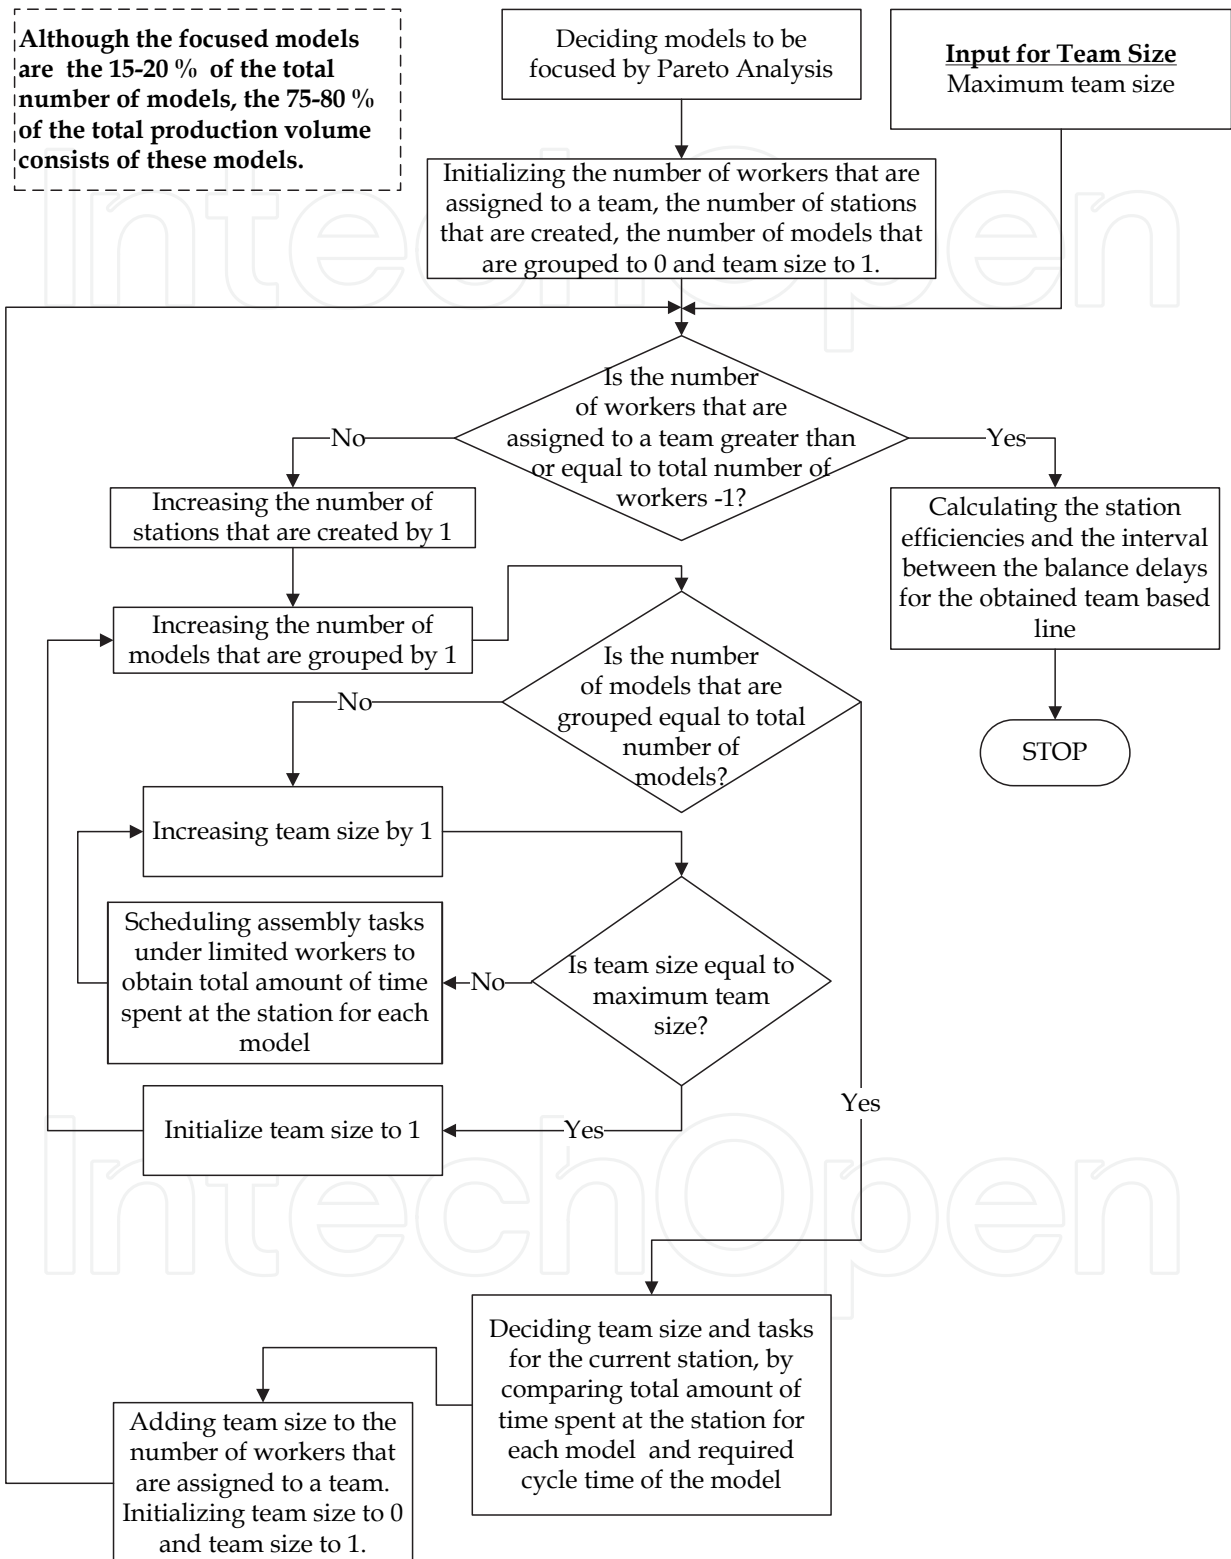 Although the focused models
are the 15-20 % of the total
number of models, the 75-80 %
of the total production volume
consists of these models.
Deciding models to be
focused by Pareto Analysis
Input for Team Size
Maximum team size
Initializing the number of workers that are
assigned to a team, the number of stations
that are created, the number of models that
are grouped to 0 and team size to 1.
Is the number
of workers that are
assigned to a team greater than
or equal to total number of
workers -1?
No
Yes
Increasing the number of
stations that are created by 1
Calculating the station
efficiencies and the interval
between the balance delays
for the obtained team based
line
Increasing the number of
models that are grouped by 1
Is the number
of models that are
grouped equal to total
number of
models?
No
STOP
Increasing team size by 1
Scheduling assembly tasks
under limited workers to
obtain total amount of time
spent at the station for each
model
No
Is team size equal to
maximum team
size?
Yes
Initialize team size to 1
Yes
Deciding team size and tasks
for the current station, by
comparing total amount of
time spent at the station for
each model and required
cycle time of the model
Adding team size to the
number of workers that
are assigned to a team.
Initializing team size to 0
and team size to 1.
IntechOpen
IntechOpen